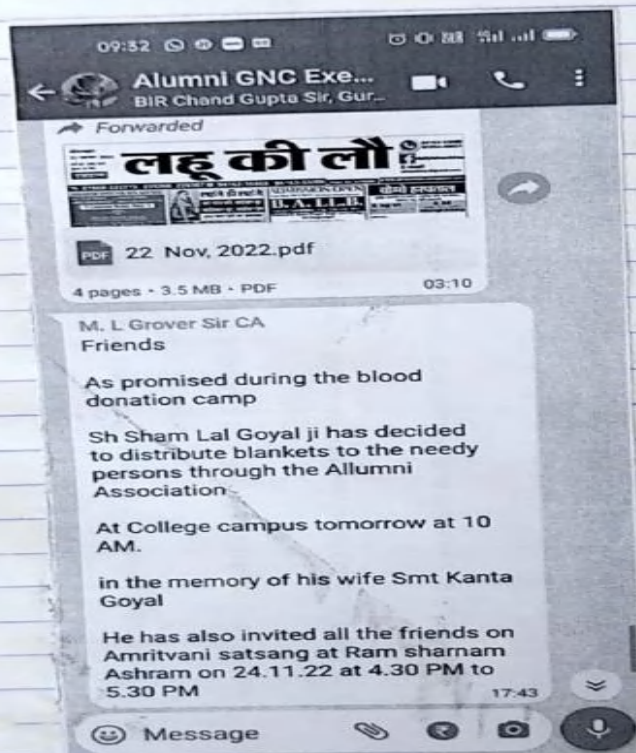 09:32
Alumni GNC Exe...
BIR Chand Gupta Sir, Gur...
Forwarded
लहू की लौ
ADMISSION OPEN
B.A. LL.B.
PDF 22 Nov, 2022.pdf
4 pages • 3.5 MB • PDF 03:10
M. L Grover Sir CA
Friends
As promised during the blood
donation camp
Sh Sham Lal Goyal ji has decided
to distribute blankets to the needy
persons through the Allumni
Association
At College campus tomorrow at 10
AM.
in the memory of his wife Smt Kanta
Goyal
He has also invited all the friends on
Amritvani satsang at Ram sharnam
Ashram on 24.11.22 at 4.30 PM to
5.30 PM 17:43
Message